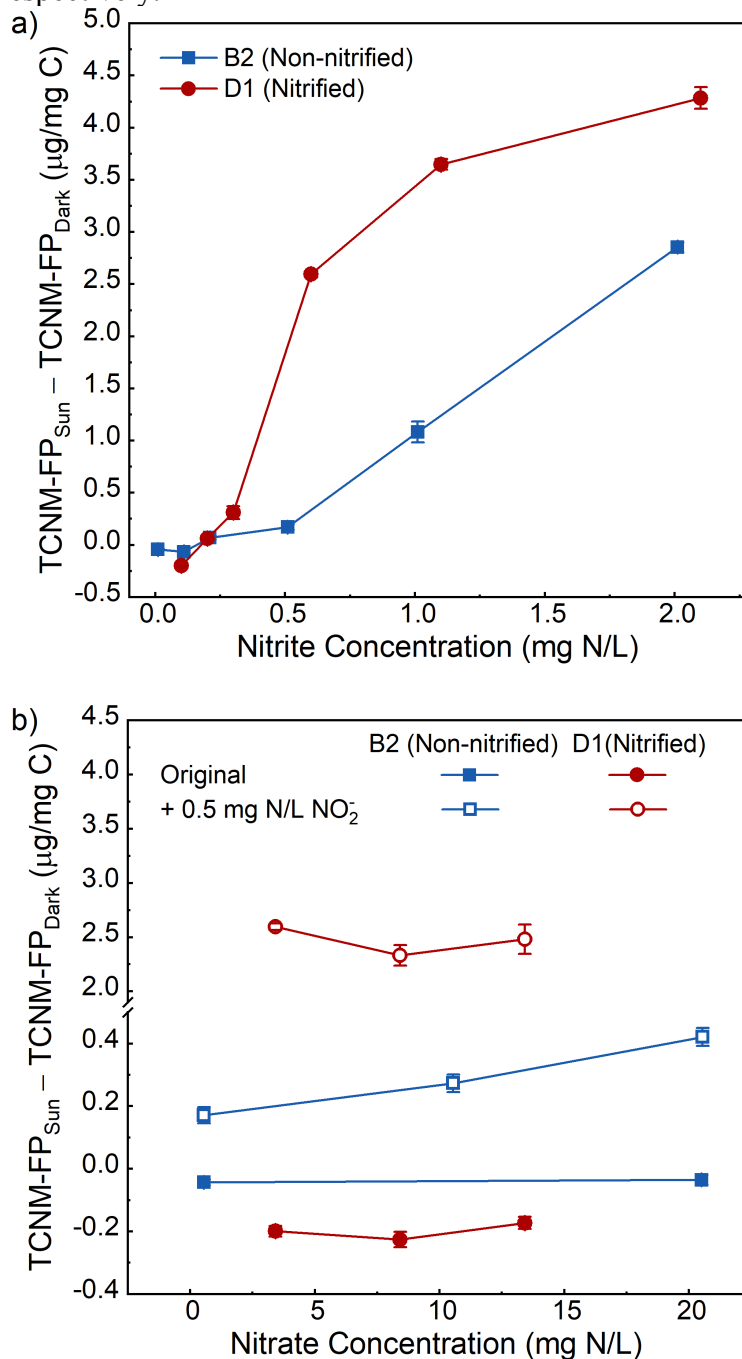 a)
B2 (Non-nitrified)
D1 (Nitrified)
TCNM-FP_Sun – TCNM-FP_Dark (μg/mg C)
5.0
4.5
4.0
3.5
3.0
2.5
2.0
1.5
1.0
0.5
0.0
-0.5
0.0 0.5 1.0 1.5 2.0
Nitrite Concentration (mg N/L)
b)
B2 (Non-nitrified) D1(Nitrified)
Original
+ 0.5 mg N/L NO₂⁻
TCNM-FP_Sun – TCNM-FP_Dark (μg/mg C)
4.5
4.0
3.5
3.0
2.5
2.0
0.4
0.2
0.0
-0.2
-0.4
0 5 10 15 20
Nitrate Concentration (mg N/L)